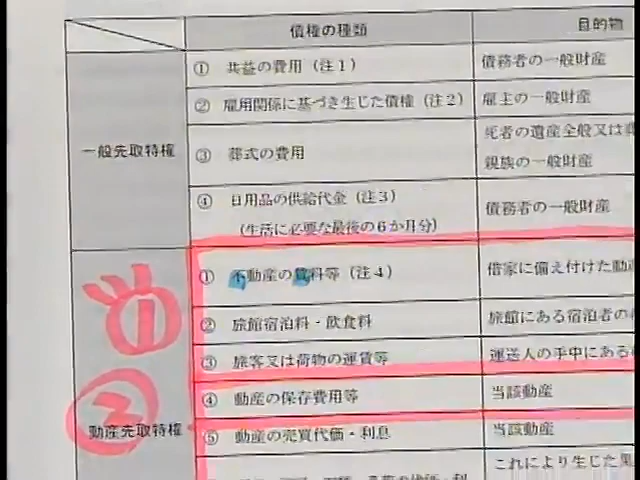 債権の種類 目的物
一般先取特権
① 共益の費用（注1） 債務者の一般財産
② 雇用関係に基づき生じた債権（注2） 雇主の一般財産
③ 葬式の費用 死者の遺産全般又は
親族の一般財産
④ 日用品の供給代金（注3） 債務者の一般財産
（生活に必要な最後の6か月分）
動産先取特権
① 不動産の賃料等（注4） 借家に備え付けた動
② 旅館宿泊料・飲食料 旅館にある宿泊者の
③ 旅客又は荷物の運賃等 運送人の手中にある
④ 動産の保存費用等 当該動産
⑤ 動産の売買代価・利息 当該動産
これにより生じた果
①
②